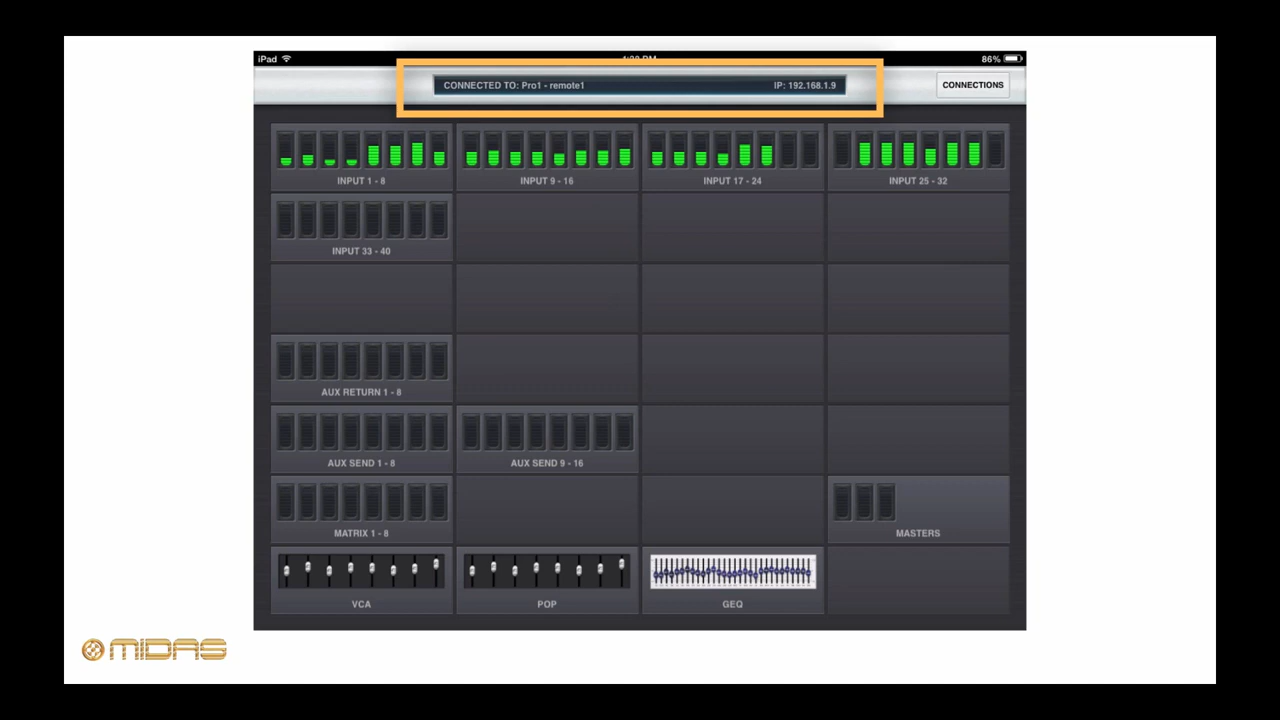 iPad
86%
CONNECTED TO: Pro1 - remote1 IP: 192.168.1.9
CONNECTIONS
INPUT 1 - 8
INPUT 9 - 16
INPUT 17 - 24
INPUT 25 - 32
INPUT 33 - 40
AUX RETURN 1 - 8
AUX SEND 1 - 8
AUX SEND 9 - 16
MATRIX 1 - 8
MASTERS
VCA
POP
GEQ
MIDAS